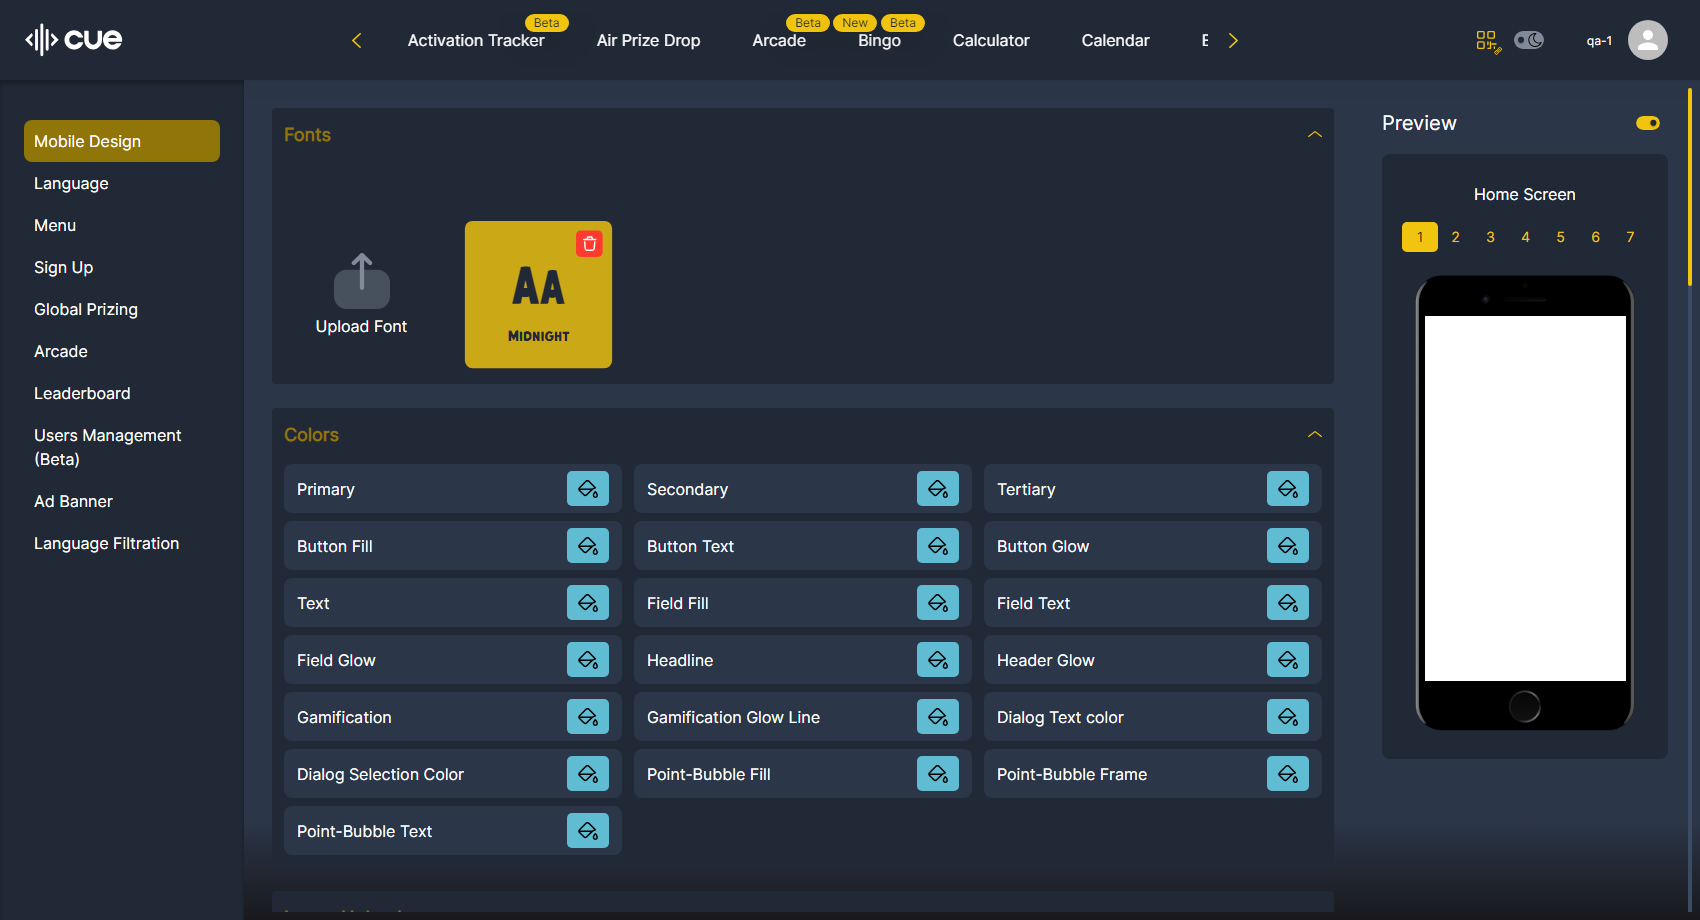 cue
Activation Tracker
Beta
Air Prize Drop
Arcade
Beta
Bingo
New
Beta
Calculator
Calendar
qa-1
Mobile Design
Language
Menu
Sign Up
Global Prizing
Arcade
Leaderboard
Users Management
(Beta)
Ad Banner
Language Filtration
Fonts
Upload Font
AA
MIDNIGHT
Colors
Primary
Secondary
Tertiary
Button Fill
Button Text
Button Glow
Text
Field Fill
Field Text
Field Glow
Headline
Header Glow
Gamification
Gamification Glow Line
Dialog Text color
Dialog Selection Color
Point-Bubble Fill
Point-Bubble Frame
Point-Bubble Text
Preview
Home Screen
1 2 3 4 5 6 7